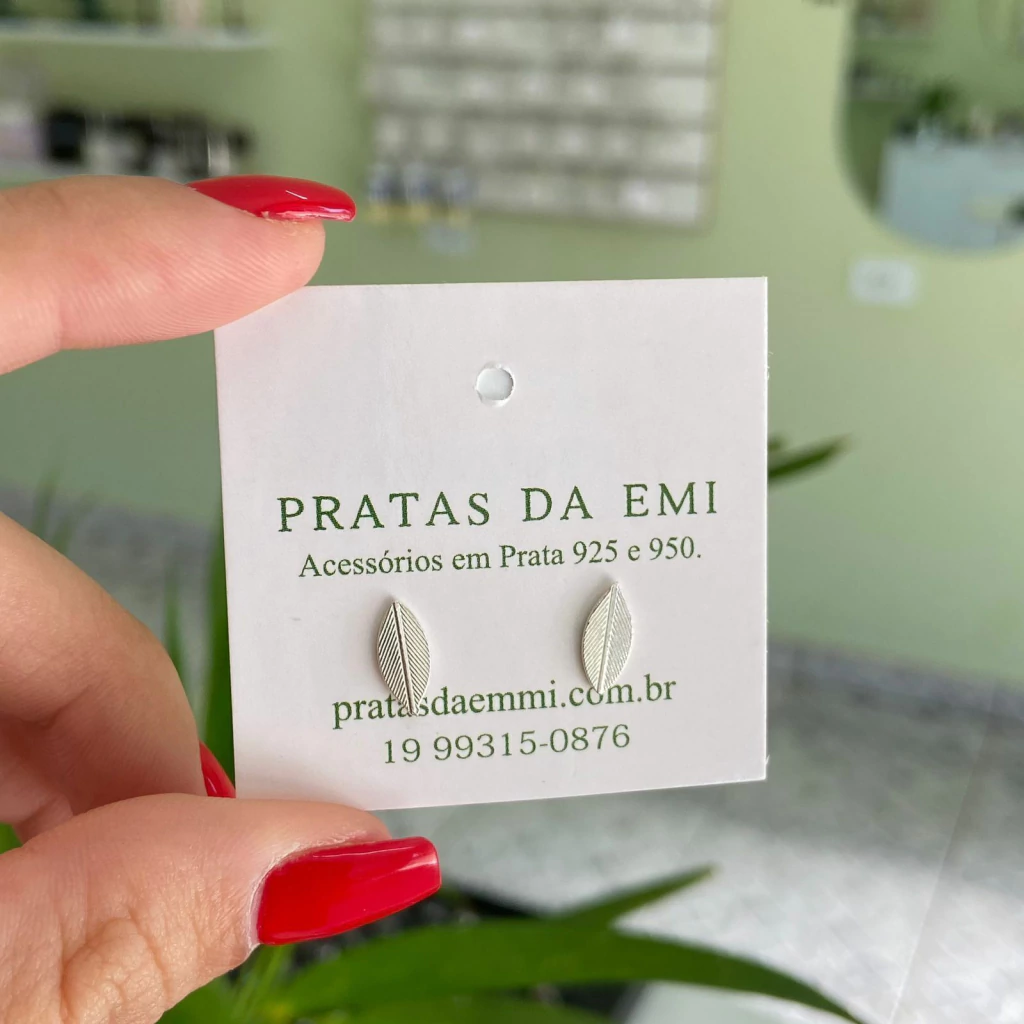 PRATAS DA EMI
Acessórios em Prata 925 e 950.
pratasdaemmi.com.br
19 99315-0876